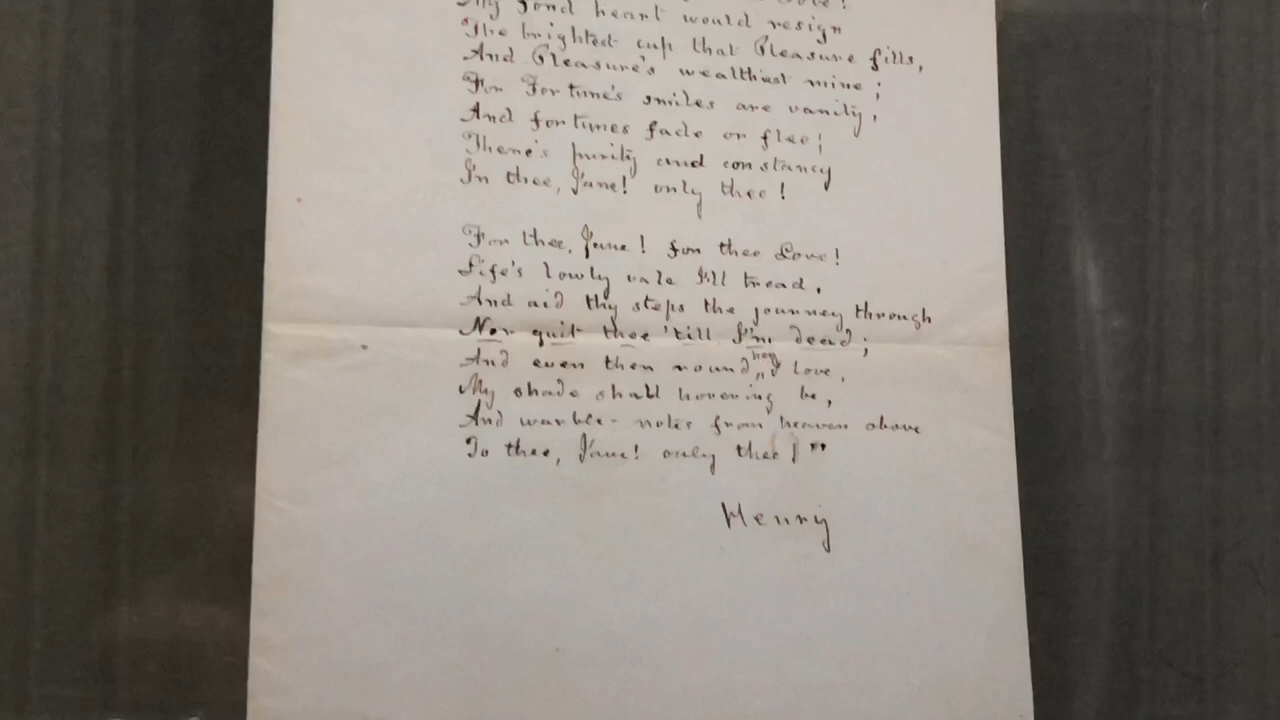 My fond heart would resign
The brightest cup that Pleasure fills,
And Pleasure's wealthiest mine;
For Fortune's smiles are vanity,
And fortunes fade or flee;
There's purity and constancy
In thee, Jane! only thee!
For thee, Jane! for thee Love!
Life's lowly vale I'll tread,
And aid thy steps the journey through
Nor quit thee 'till I'm dead;
And even then round, love,
My shade shall hovering be,
And warble notes from heaven above
To thee, Jane! only thee!"
Henry